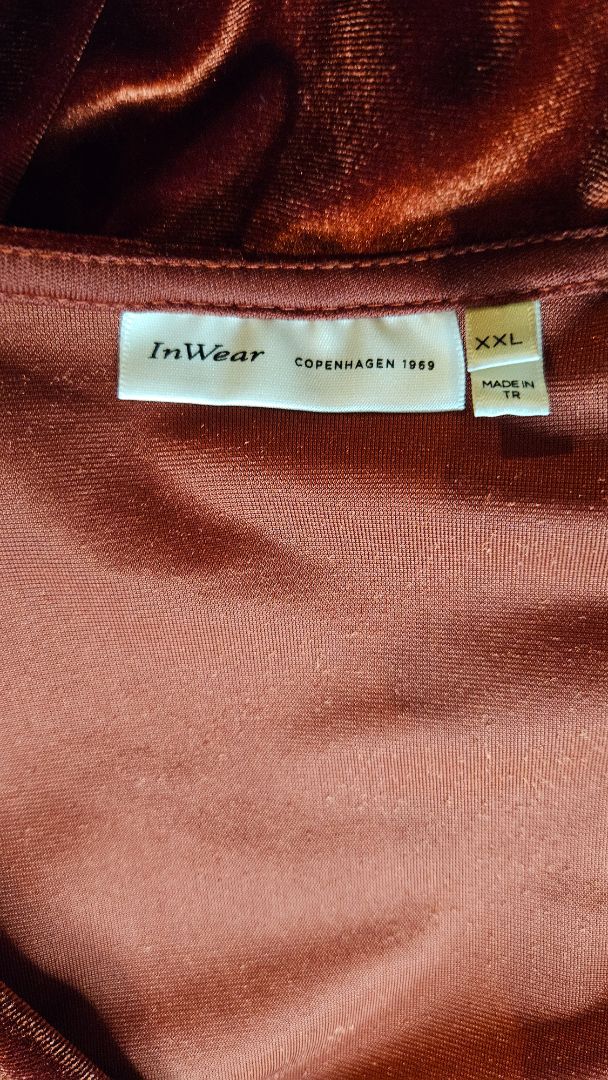 InWear COPENHAGEN 1969
XXL
MADE IN
TR